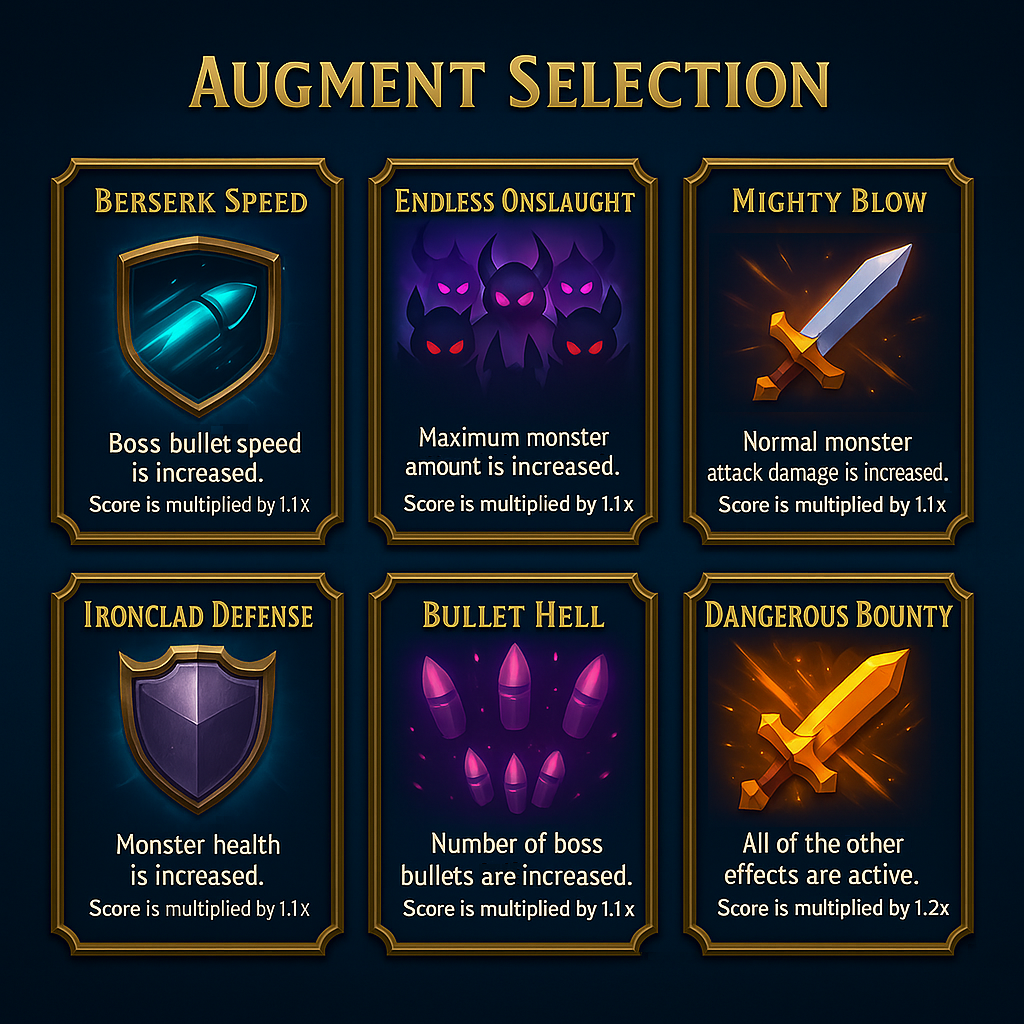 AUGMENT SELECTION
BERSERK SPEED
Boss bullet speed
is increased.
Score is multiplied by 1.1x
ENDLESS ONSLAUGHT
Maximum monster
amount is increased.
Score is multiplied by 1.1x
MIGHTY BLOW
Normal monster
attack damage is increased.
Score is multiplied by 1.1x
IRONCLAD DEFENSE
Monster health
is increased.
Score is multiplied by 1.1x
BULLET HELL
Number of boss
bullets are increased.
Score is multiplied by 1.1x
DANGEROUS BOUNTY
All of the other
effects are active.
Score is multiplied by 1.2x